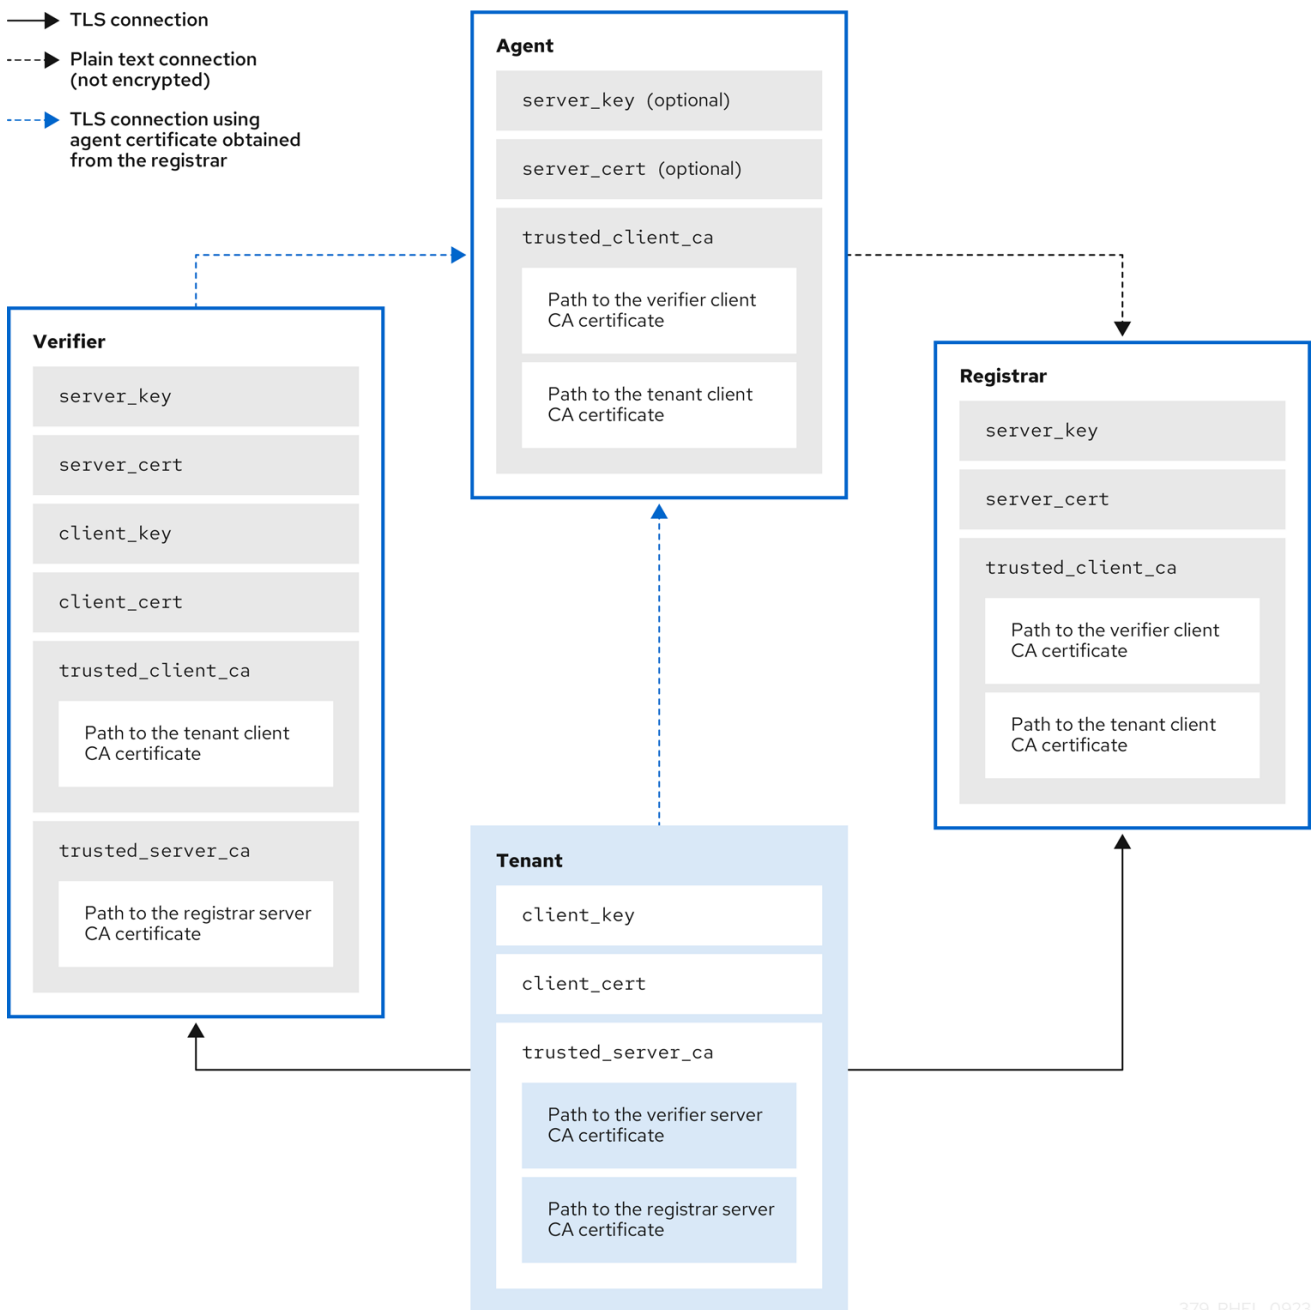 TLS connection
Plain text connection
(not encrypted)
TLS connection using
agent certificate obtained
from the registrar
Agent
server_key (optional)
server_cert (optional)
trusted_client_ca
Path to the verifier client
CA certificate
Path to the tenant client
CA certificate
Verifier
server_key
server_cert
client_key
client_cert
trusted_client_ca
Path to the tenant client
CA certificate
trusted_server_ca
Path to the registrar server
CA certificate
Registrar
server_key
server_cert
trusted_client_ca
Path to the verifier client
CA certificate
Path to the tenant client
CA certificate
Tenant
client_key
client_cert
trusted_server_ca
Path to the verifier server
CA certificate
Path to the registrar server
CA certificate